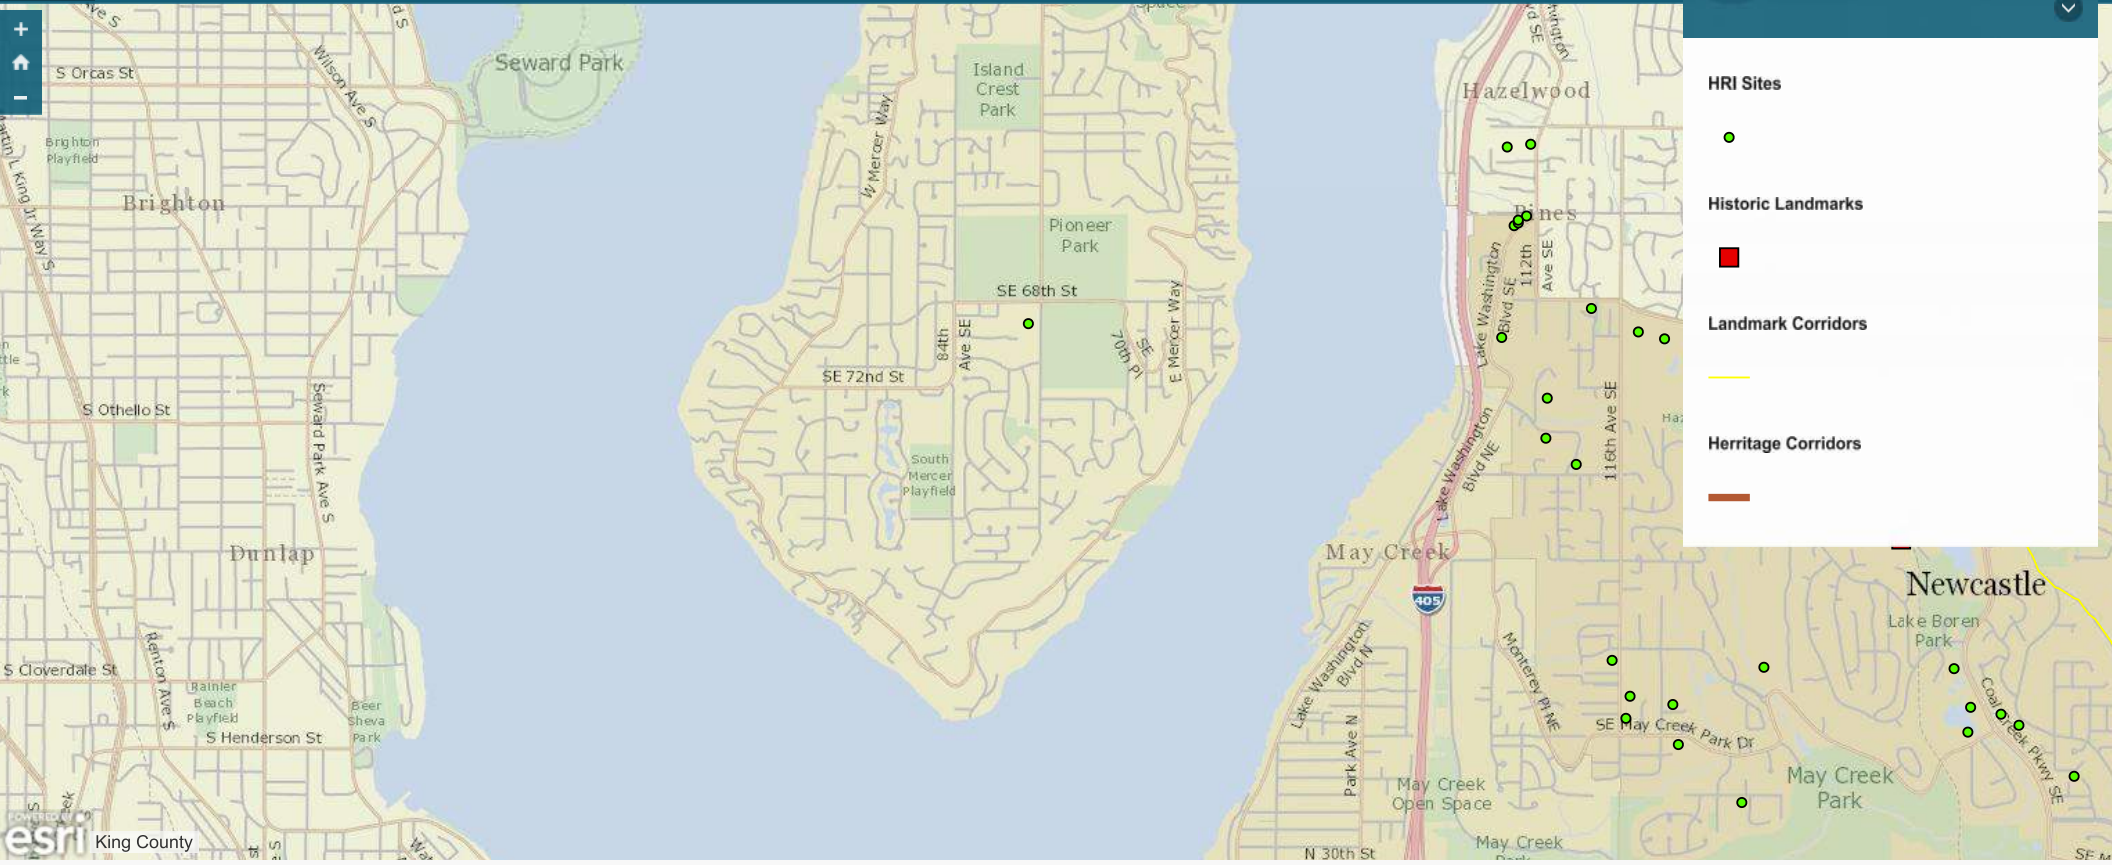 S Orcas St
Wilson Ave S
Seward Park
Brighton
Playfield
Brighton
Martin L King Jr Way S
S Othello St
Seward Park Ave S
Dunlap
S Cloverdale St
Renton Ave S
Rainier
Beach
Playfield
S Henderson St
Beer
Sheva
Park
POWERED BY
esri
King County
Island
Crest
Park
W Mercer Way
Pioneer
Park
SE 68th St
84th
Ave SE
SE 72nd St
SE
70th Pl
E Mercer Way
South
Mercer
Playfield
Space
Hazelwood
Pines
Lake Washington
Blvd SE
112th
Ave SE
116th Ave SE
Lake Washington
Blvd NE
May Creek
405
Lake Washington
Blvd N
Park Ave N
Monterey Pl NE
SE May Creek Park Dr
May Creek
Open Space
May Creek
Park
N 30th St
Newcastle
Lake Boren
Park
Coal Creek Pkwy SE
May Creek
Park
HRI Sites
Historic Landmarks
Landmark Corridors
Herritage Corridors